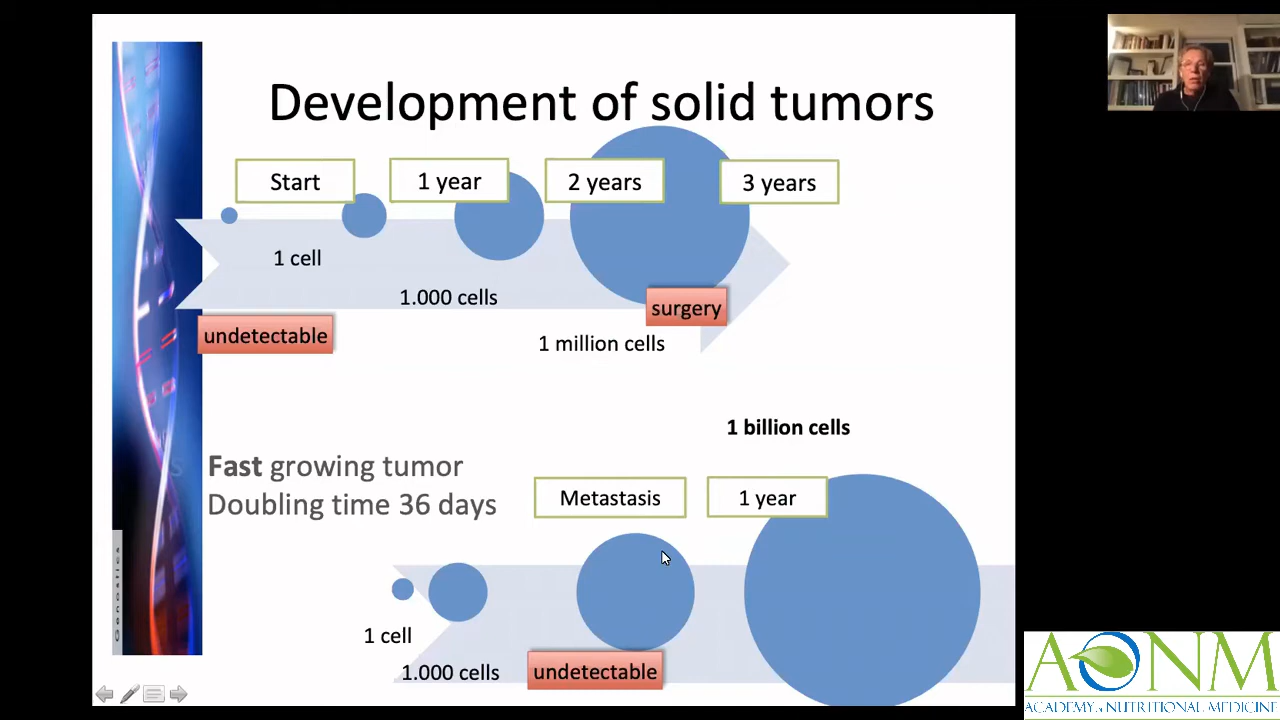 Development of solid tumors
Start
1 year
2 years
3 years
1 cell
1.000 cells
surgery
undetectable
1 million cells
1 billion cells
Fast growing tumor
Doubling time 36 days
Metastasis
1 year
1 cell
1.000 cells
undetectable
Genostics
AONM
ACADEMY of NUTRITIONAL MEDICINE